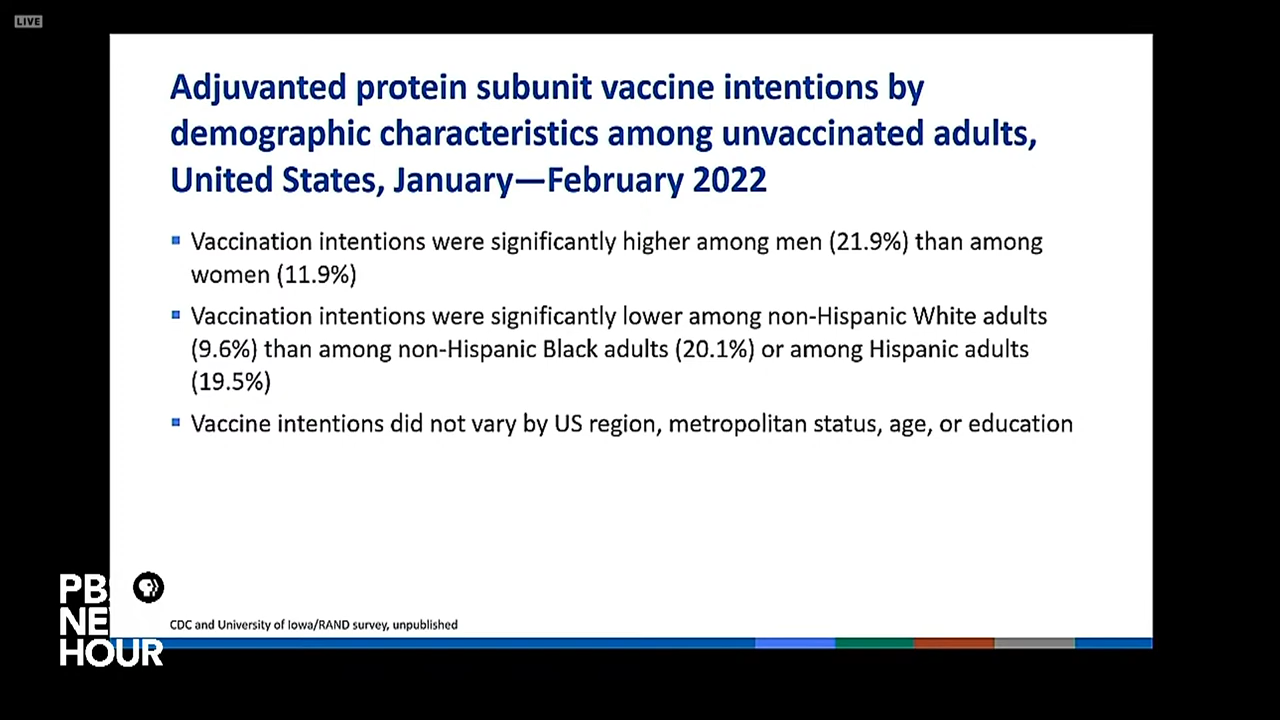 LIVE
Adjuvanted protein subunit vaccine intentions by
demographic characteristics among unvaccinated adults,
United States, January—February 2022
Vaccination intentions were significantly higher among men (21.9%) than among
women (11.9%)
Vaccination intentions were significantly lower among non-Hispanic White adults
(9.6%) than among non-Hispanic Black adults (20.1%) or among Hispanic adults
(19.5%)
Vaccine intentions did not vary by US region, metropolitan status, age, or education
CDC and University of Iowa/RAND survey, unpublished
PB
NE
HOUR